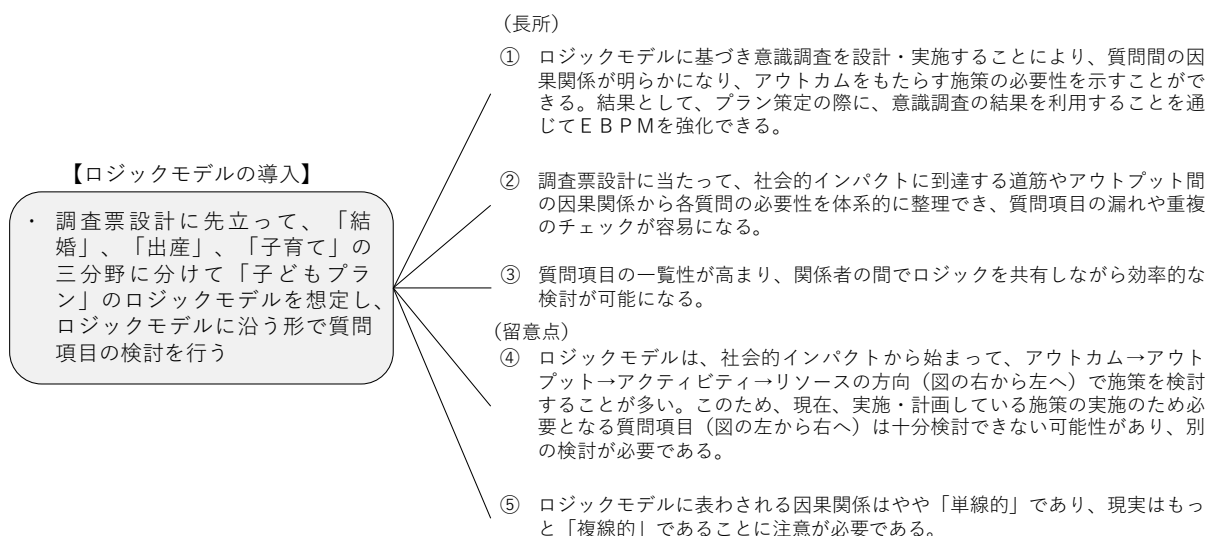 【ロジックモデルの導入】
・ 調査票設計に先立って、「結
婚」、「出産」、「子育て」の
三分野に分けて「子どもプラ
ン」のロジックモデルを想定し、
ロジックモデルに沿う形で質問
項目の検討を行う
（長所）
① ロジックモデルに基づき意識調査を設計・実施することにより、質問間の因
果関係が明らかになり、アウトカムをもたらす施策の必要性を示すことがで
きる。結果として、プラン策定の際に、意識調査の結果を利用することを通
じてＥＢＰＭを強化できる。
② 調査票設計に当たって、社会的インパクトに到達する道筋やアウトプット間
の因果関係から各質問の必要性を体系的に整理でき、質問項目の漏れや重複
のチェックが容易になる。
③ 質問項目の一覧性が高まり、関係者の間でロジックを共有しながら効率的な
検討が可能になる。
（留意点）
④ ロジックモデルは、社会的インパクトから始まって、アウトカム→アウト
プット→アクティビティ→リソースの方向（図の右から左へ）で施策を検討
することが多い。このため、現在、実施・計画している施策の実施のため必
要となる質問項目（図の左から右へ）は十分検討できない可能性があり、別
の検討が必要である。
⑤ ロジックモデルに表わされる因果関係はやや「単線的」であり、現実はもっ
と「複線的」であることに注意が必要である。